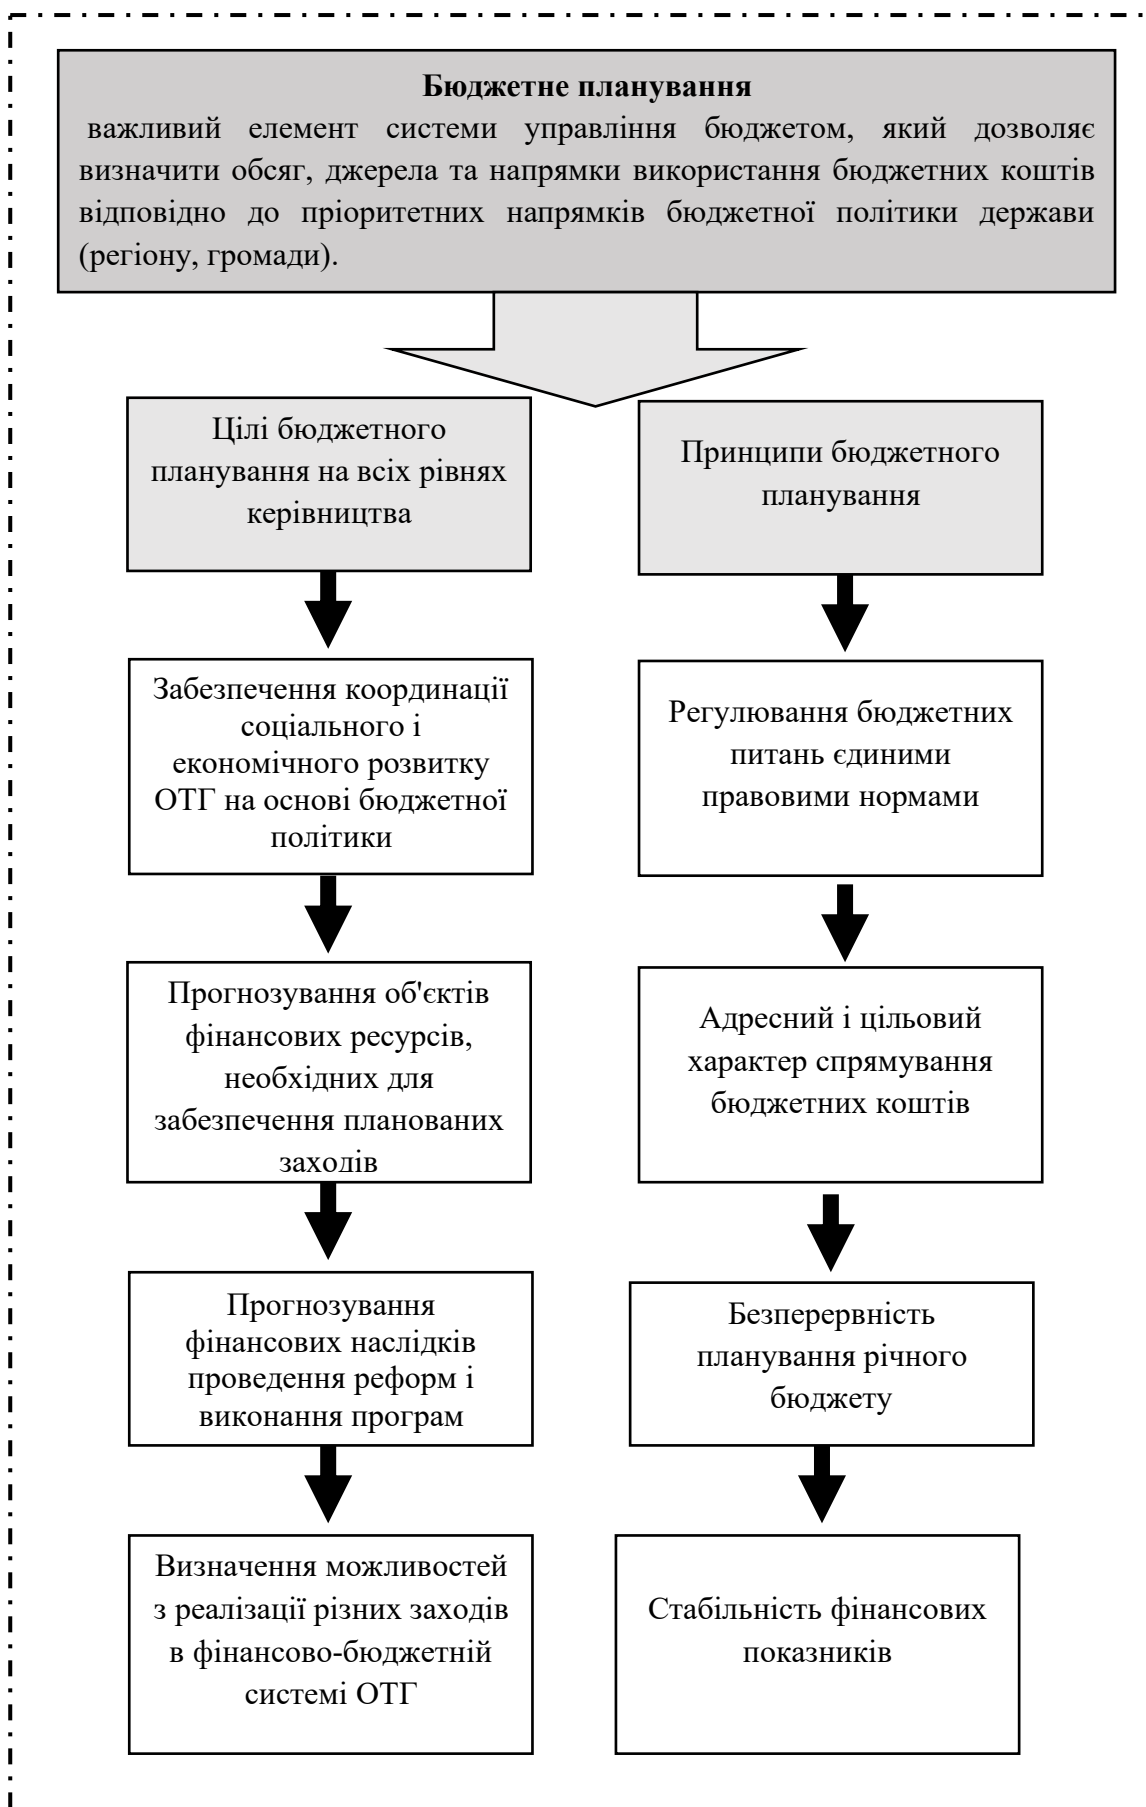 Бюджетне планування
важливий елемент системи управління бюджетом, який дозволяє
визначити обсяг, джерела та напрямки використання бюджетних коштів
відповідно до пріоритетних напрямків бюджетної політики держави
(регіону, громади).
Цілі бюджетного
планування на всіх рівнях
керівництва
Принципи бюджетного
планування
Забезпечення координації
соціального і
економічного розвитку
ОТГ на основі бюджетної
політики
Регулювання бюджетних
питань єдиними
правовими нормами
Прогнозування об'єктів
фінансових ресурсів,
необхідних для
забезпечення планованих
заходів
Адресний і цільовий
характер спрямування
бюджетних коштів
Прогнозування
фінансових наслідків
проведення реформ і
виконання програм
Безперервність
планування річного
бюджету
Визначення можливостей
з реалізації різних заходів
в фінансово-бюджетній
системі ОТГ
Стабільність фінансових
показників